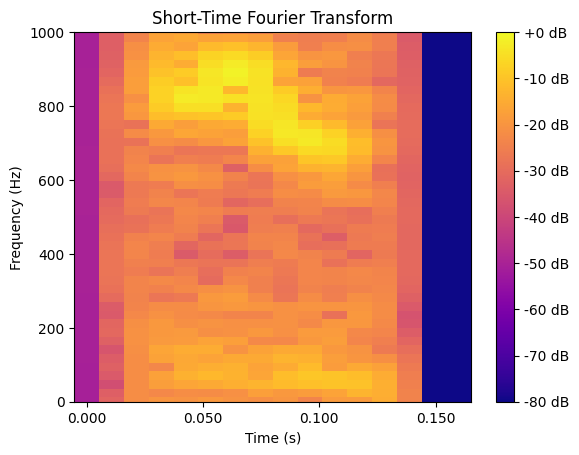 Short-Time Fourier Transform
1000
800
600
400
200
0
Frequency (Hz)
0.000
0.050
0.100
0.150
Time (s)
+0 dB
-10 dB
-20 dB
-30 dB
-40 dB
-50 dB
-60 dB
-70 dB
-80 dB